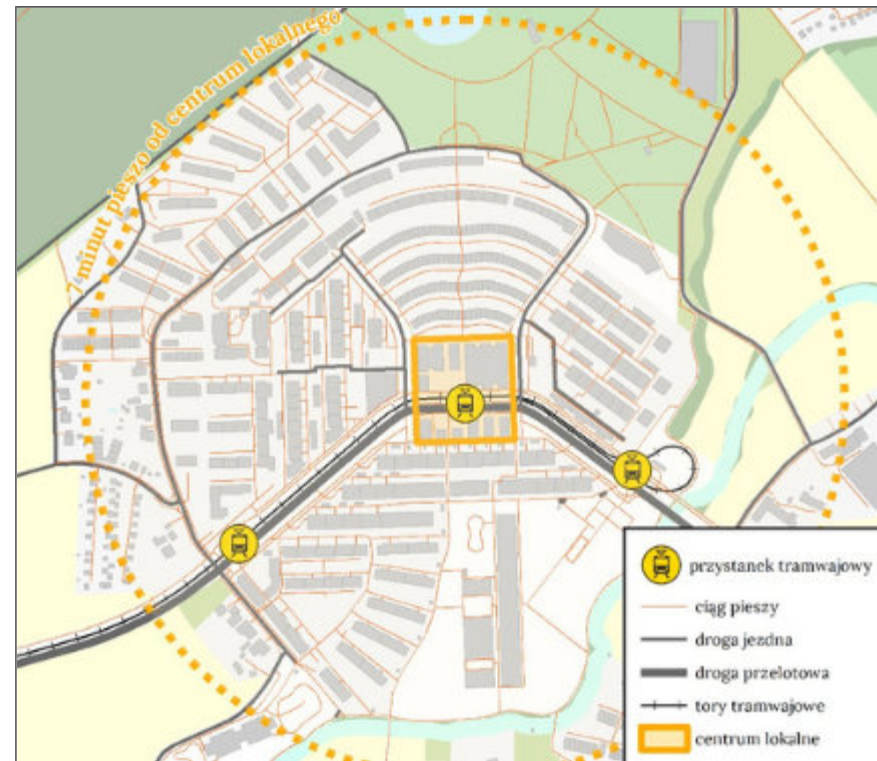 7 minut pieszo od centrum lokalnego
przystanek tramwajowy
ciąg pieszy
droga jezdna
droga przelotowa
tory tramwajowe
centrum lokalne